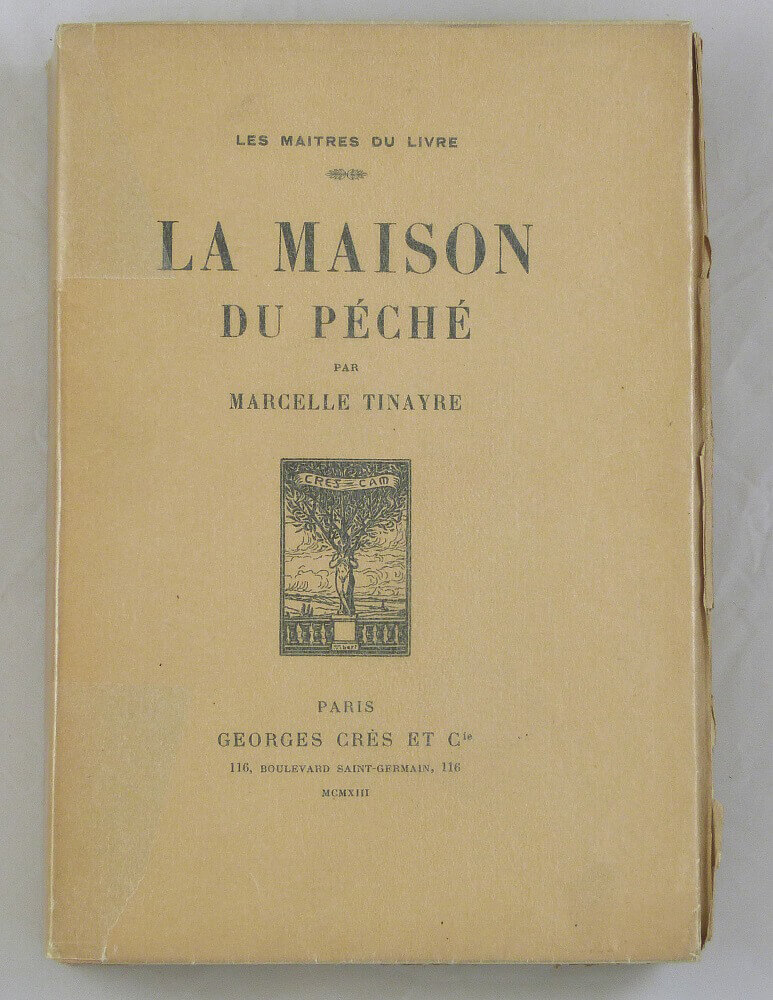 LES MAITRES DU LIVRE
LA MAISON
DU PÉCHÉ
PAR
MARCELLE TINAYRE
CRES=CAM
PARIS
GEORGES CRÈS ET Cie
116, BOULEVARD SAINT-GERMAIN, 116
MCMXIII